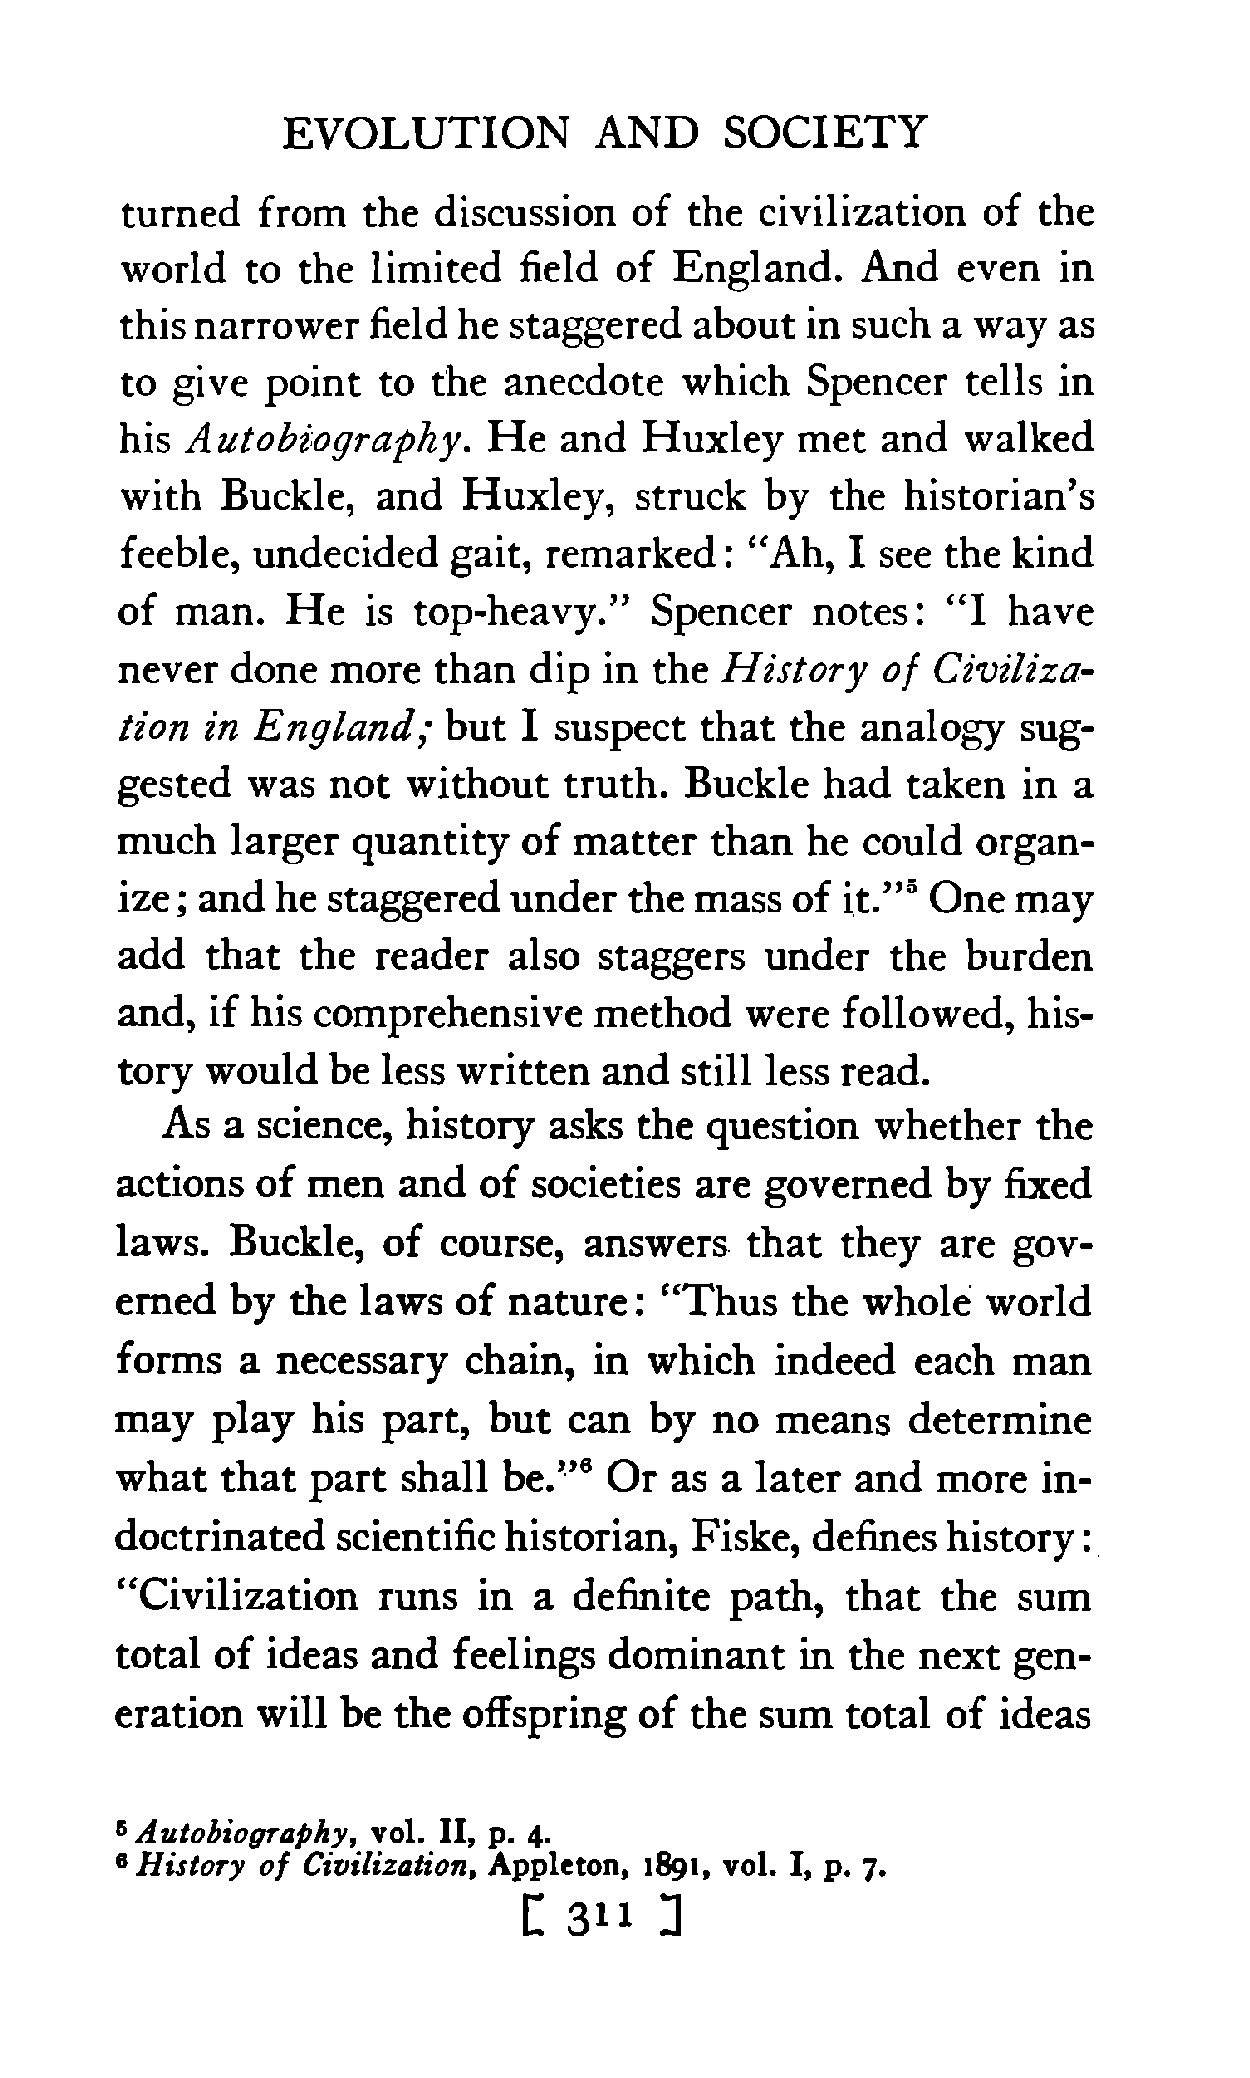 EVOLUTION AND SOCIETY
turned from the discussion of the civilization of the
world to the limited field of England. And even in
this narrower field he staggered about in such a way as
to give point to the anecdote which Spencer tells in
his Autobiography. He and Huxley met and walked
with Buckle, and Huxley, struck by the historian's
feeble, undecided gait, remarked: "Ah, I see the kind
of man. He is top-heavy." Spencer notes: "I have
never done more than dip in the History of Civiliza-
tion in England; but I suspect that the analogy sug-
gested was not without truth. Buckle had taken in a
much larger quantity of matter than he could organ-
ize; and he staggered under the mass of it."⁵ One may
add that the reader also staggers under the burden
and, if his comprehensive method were followed, his-
tory would be less written and still less read.
As a science, history asks the question whether the
actions of men and of societies are governed by fixed
laws. Buckle, of course, answers that they are gov-
erned by the laws of nature: "Thus the whole world
forms a necessary chain, in which indeed each man
may play his part, but can by no means determine
what that part shall be."⁶ Or as a later and more in-
doctrinated scientific historian, Fiske, defines history:
"Civilization runs in a definite path, that the sum
total of ideas and feelings dominant in the next gen-
eration will be the offspring of the sum total of ideas
⁵ Autobiography, vol. II, p. 4.
⁶ History of Civilization, Appleton, 1891, vol. I, p. 7.
[ 311 ]